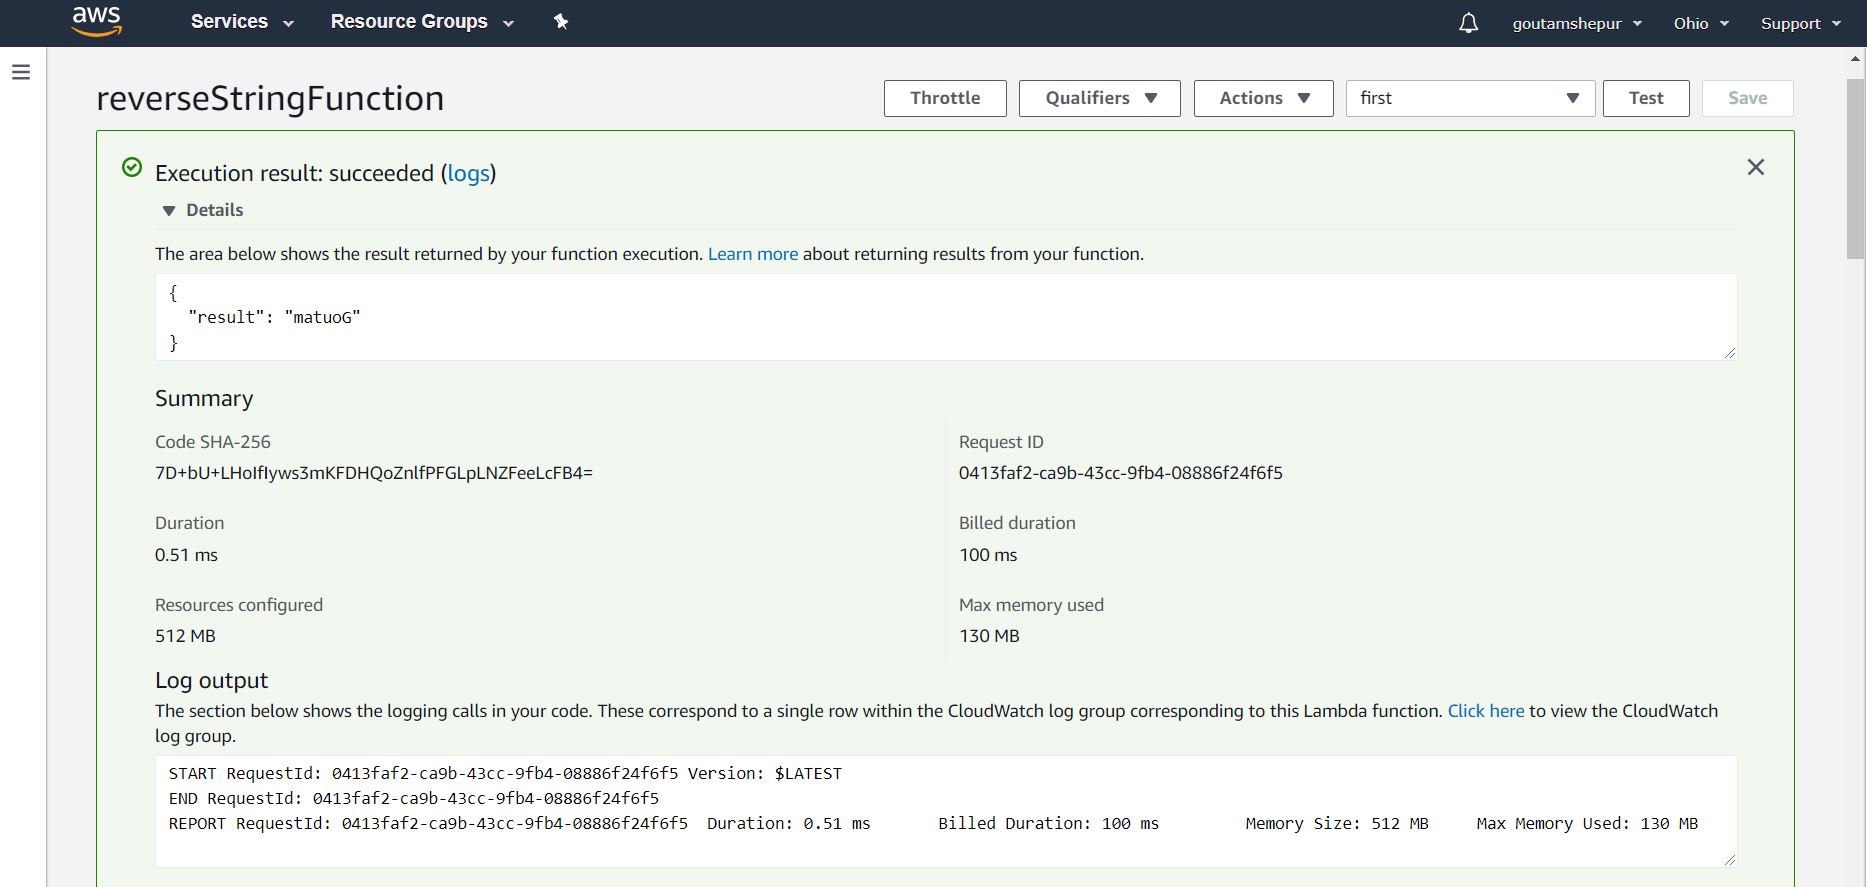 aws Services Resource Groups goutamshepur Ohio Support
reverseStringFunction Throttle Qualifiers Actions first Test Save
Execution result: succeeded (logs)
Details
The area below shows the result returned by your function execution. Learn more about returning results from your function.
{
"result": "matuoG"
}
Summary
Code SHA-256
7D+bU+LHoIfIyws3mKFDHQoZnlfPFGLpLNZFeeLcFB4=
Request ID
0413faf2-ca9b-43cc-9fb4-08886f24f6f5
Duration
0.51 ms
Billed duration
100 ms
Resources configured
512 MB
Max memory used
130 MB
Log output
The section below shows the logging calls in your code. These correspond to a single row within the CloudWatch log group corresponding to this Lambda function. Click here to view the CloudWatch
log group.
START RequestId: 0413faf2-ca9b-43cc-9fb4-08886f24f6f5 Version: $LATEST
END RequestId: 0413faf2-ca9b-43cc-9fb4-08886f24f6f5
REPORT RequestId: 0413faf2-ca9b-43cc-9fb4-08886f24f6f5 Duration: 0.51 ms Billed Duration: 100 ms Memory Size: 512 MB Max Memory Used: 130 MB